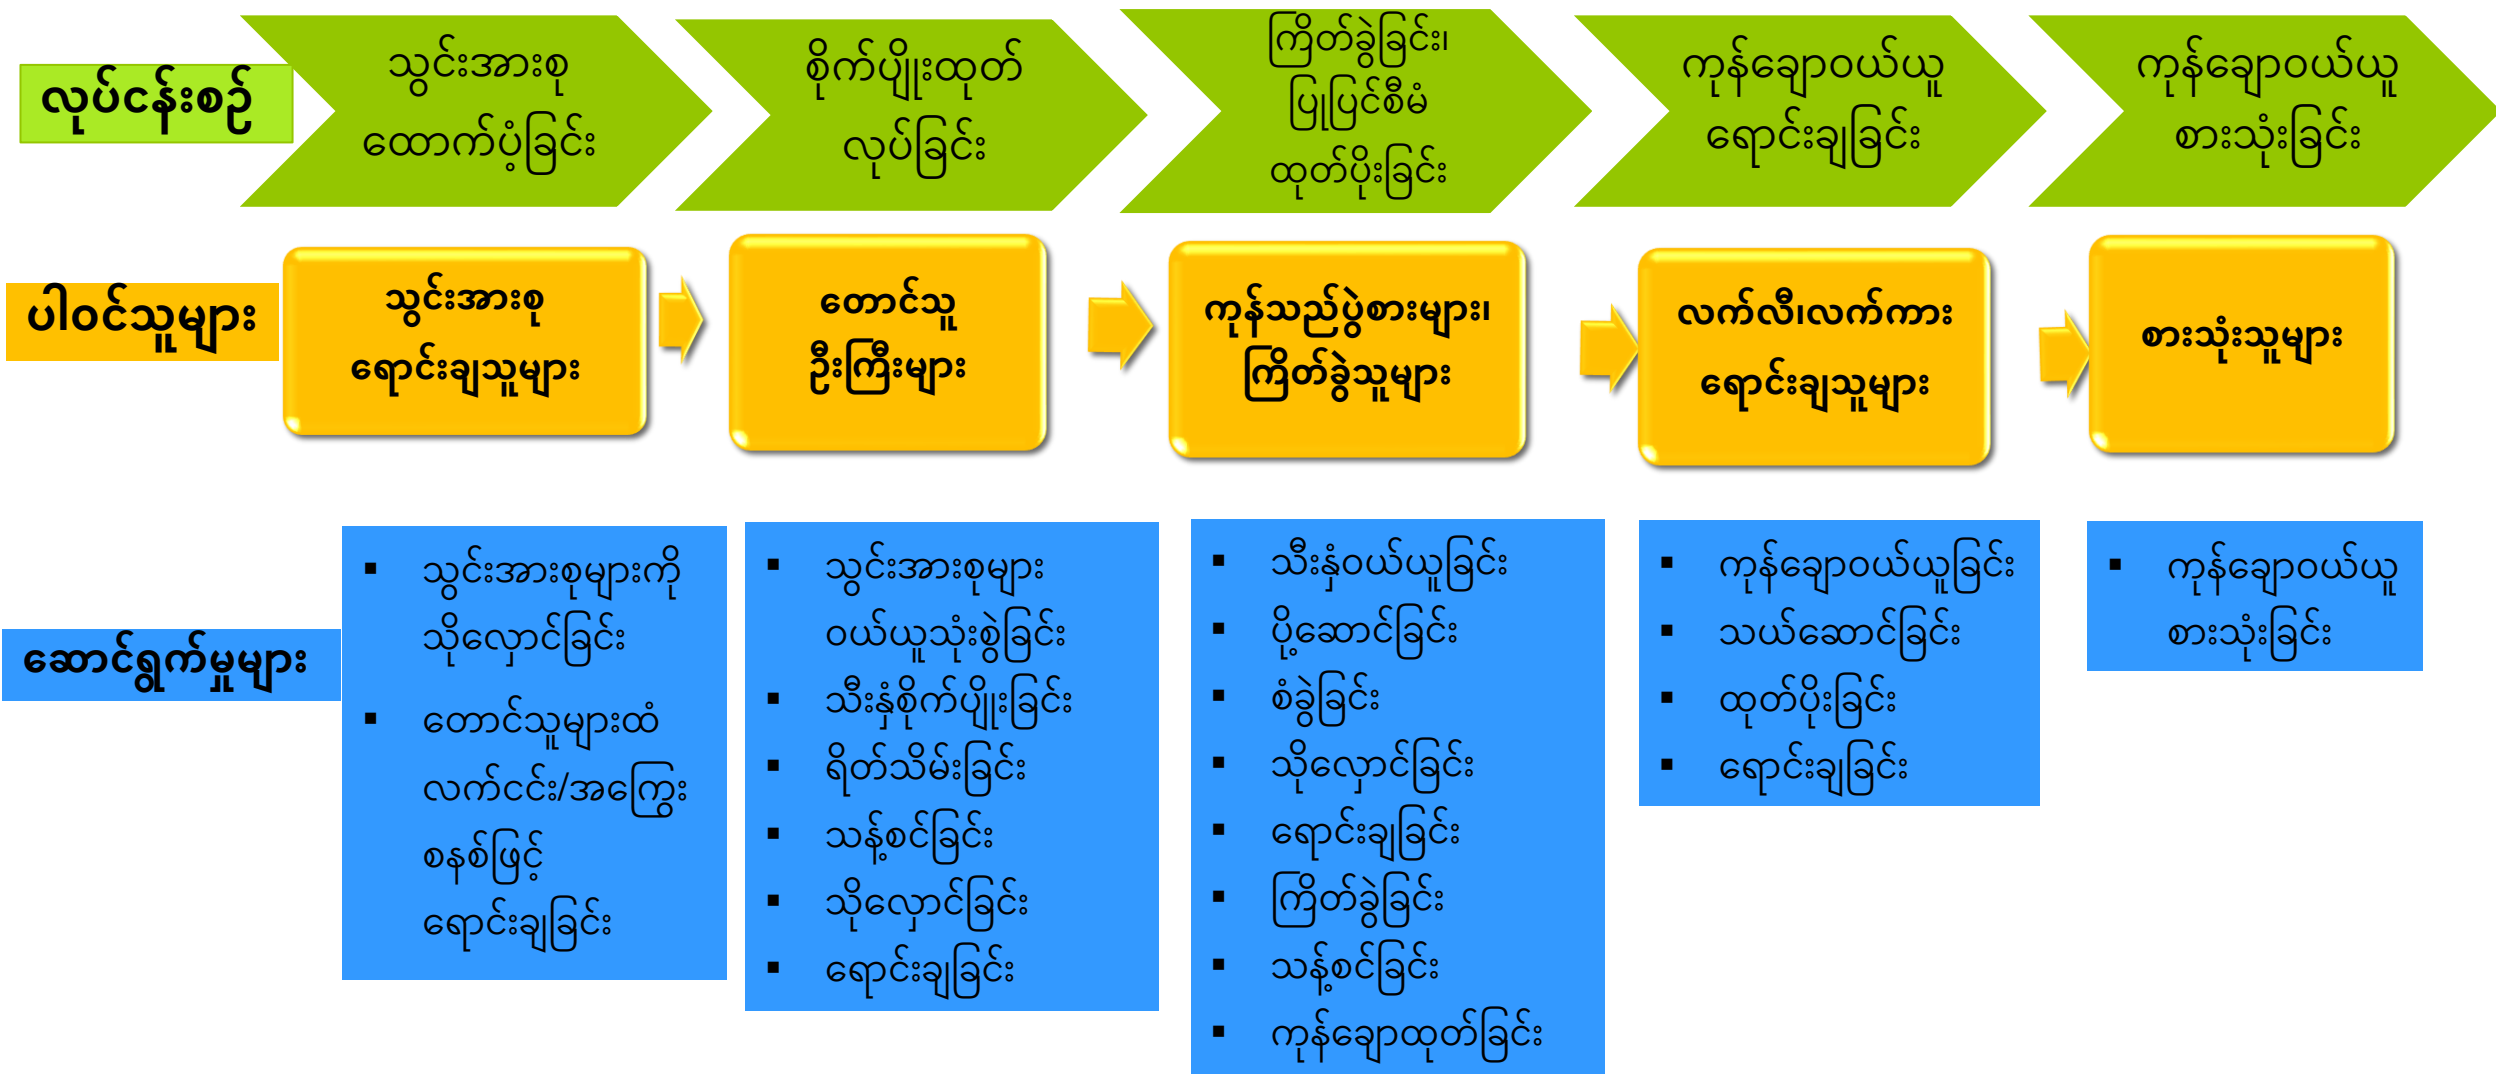 လုပ်ငန်းစဉ်
သွင်းအားစု
ထောက်ပံ့ခြင်း
စိုက်ပျိုးထုတ်
လုပ်ခြင်း
ကြိတ်ခွဲခြင်း၊
ပြုပြင်စီမံ
ထုတ်ပိုးခြင်း
ကုန်ချောဝယ်ယူ
ရောင်းချခြင်း
ကုန်ချောဝယ်ယူ
စားသုံးခြင်း
ပါဝင်သူများ
သွင်းအားစု
ရောင်းချသူများ
တောင်သူ
ဦးကြီးများ
ကုန်သည်ပွဲစားများ၊
ကြိတ်ခွဲသူများ
လက်လီ၊လက်ကား
ရောင်းချသူများ
စားသုံးသူများ
ဆောင်ရွက်မှုများ
▪ သွင်းအားစုများကို
သိုလှောင်ခြင်း
▪ တောင်သူများထံ
လက်ငင်း/အကြွေး
စနစ်ဖြင့်
ရောင်းချခြင်း
▪ သွင်းအားစုများ
ဝယ်ယူသုံးစွဲခြင်း
▪ သီးနှံစိုက်ပျိုးခြင်း
▪ ရိတ်သိမ်းခြင်း
▪ သန့်စင်ခြင်း
▪ သိုလှောင်ခြင်း
▪ ရောင်းချခြင်း
▪ သီးနှံဝယ်ယူခြင်း
▪ ပို့ဆောင်ခြင်း
▪ စံခွဲခြင်း
▪ သိုလှောင်ခြင်း
▪ ရောင်းချခြင်း
▪ ကြိတ်ခွဲခြင်း
▪ သန့်စင်ခြင်း
▪ ကုန်ချောထုတ်ခြင်း
▪ ကုန်ချောဝယ်ယူခြင်း
▪ သယ်ဆောင်ခြင်း
▪ ထုတ်ပိုးခြင်း
▪ ရောင်းချခြင်း
▪ ကုန်ချောဝယ်ယူ
စားသုံးခြင်း